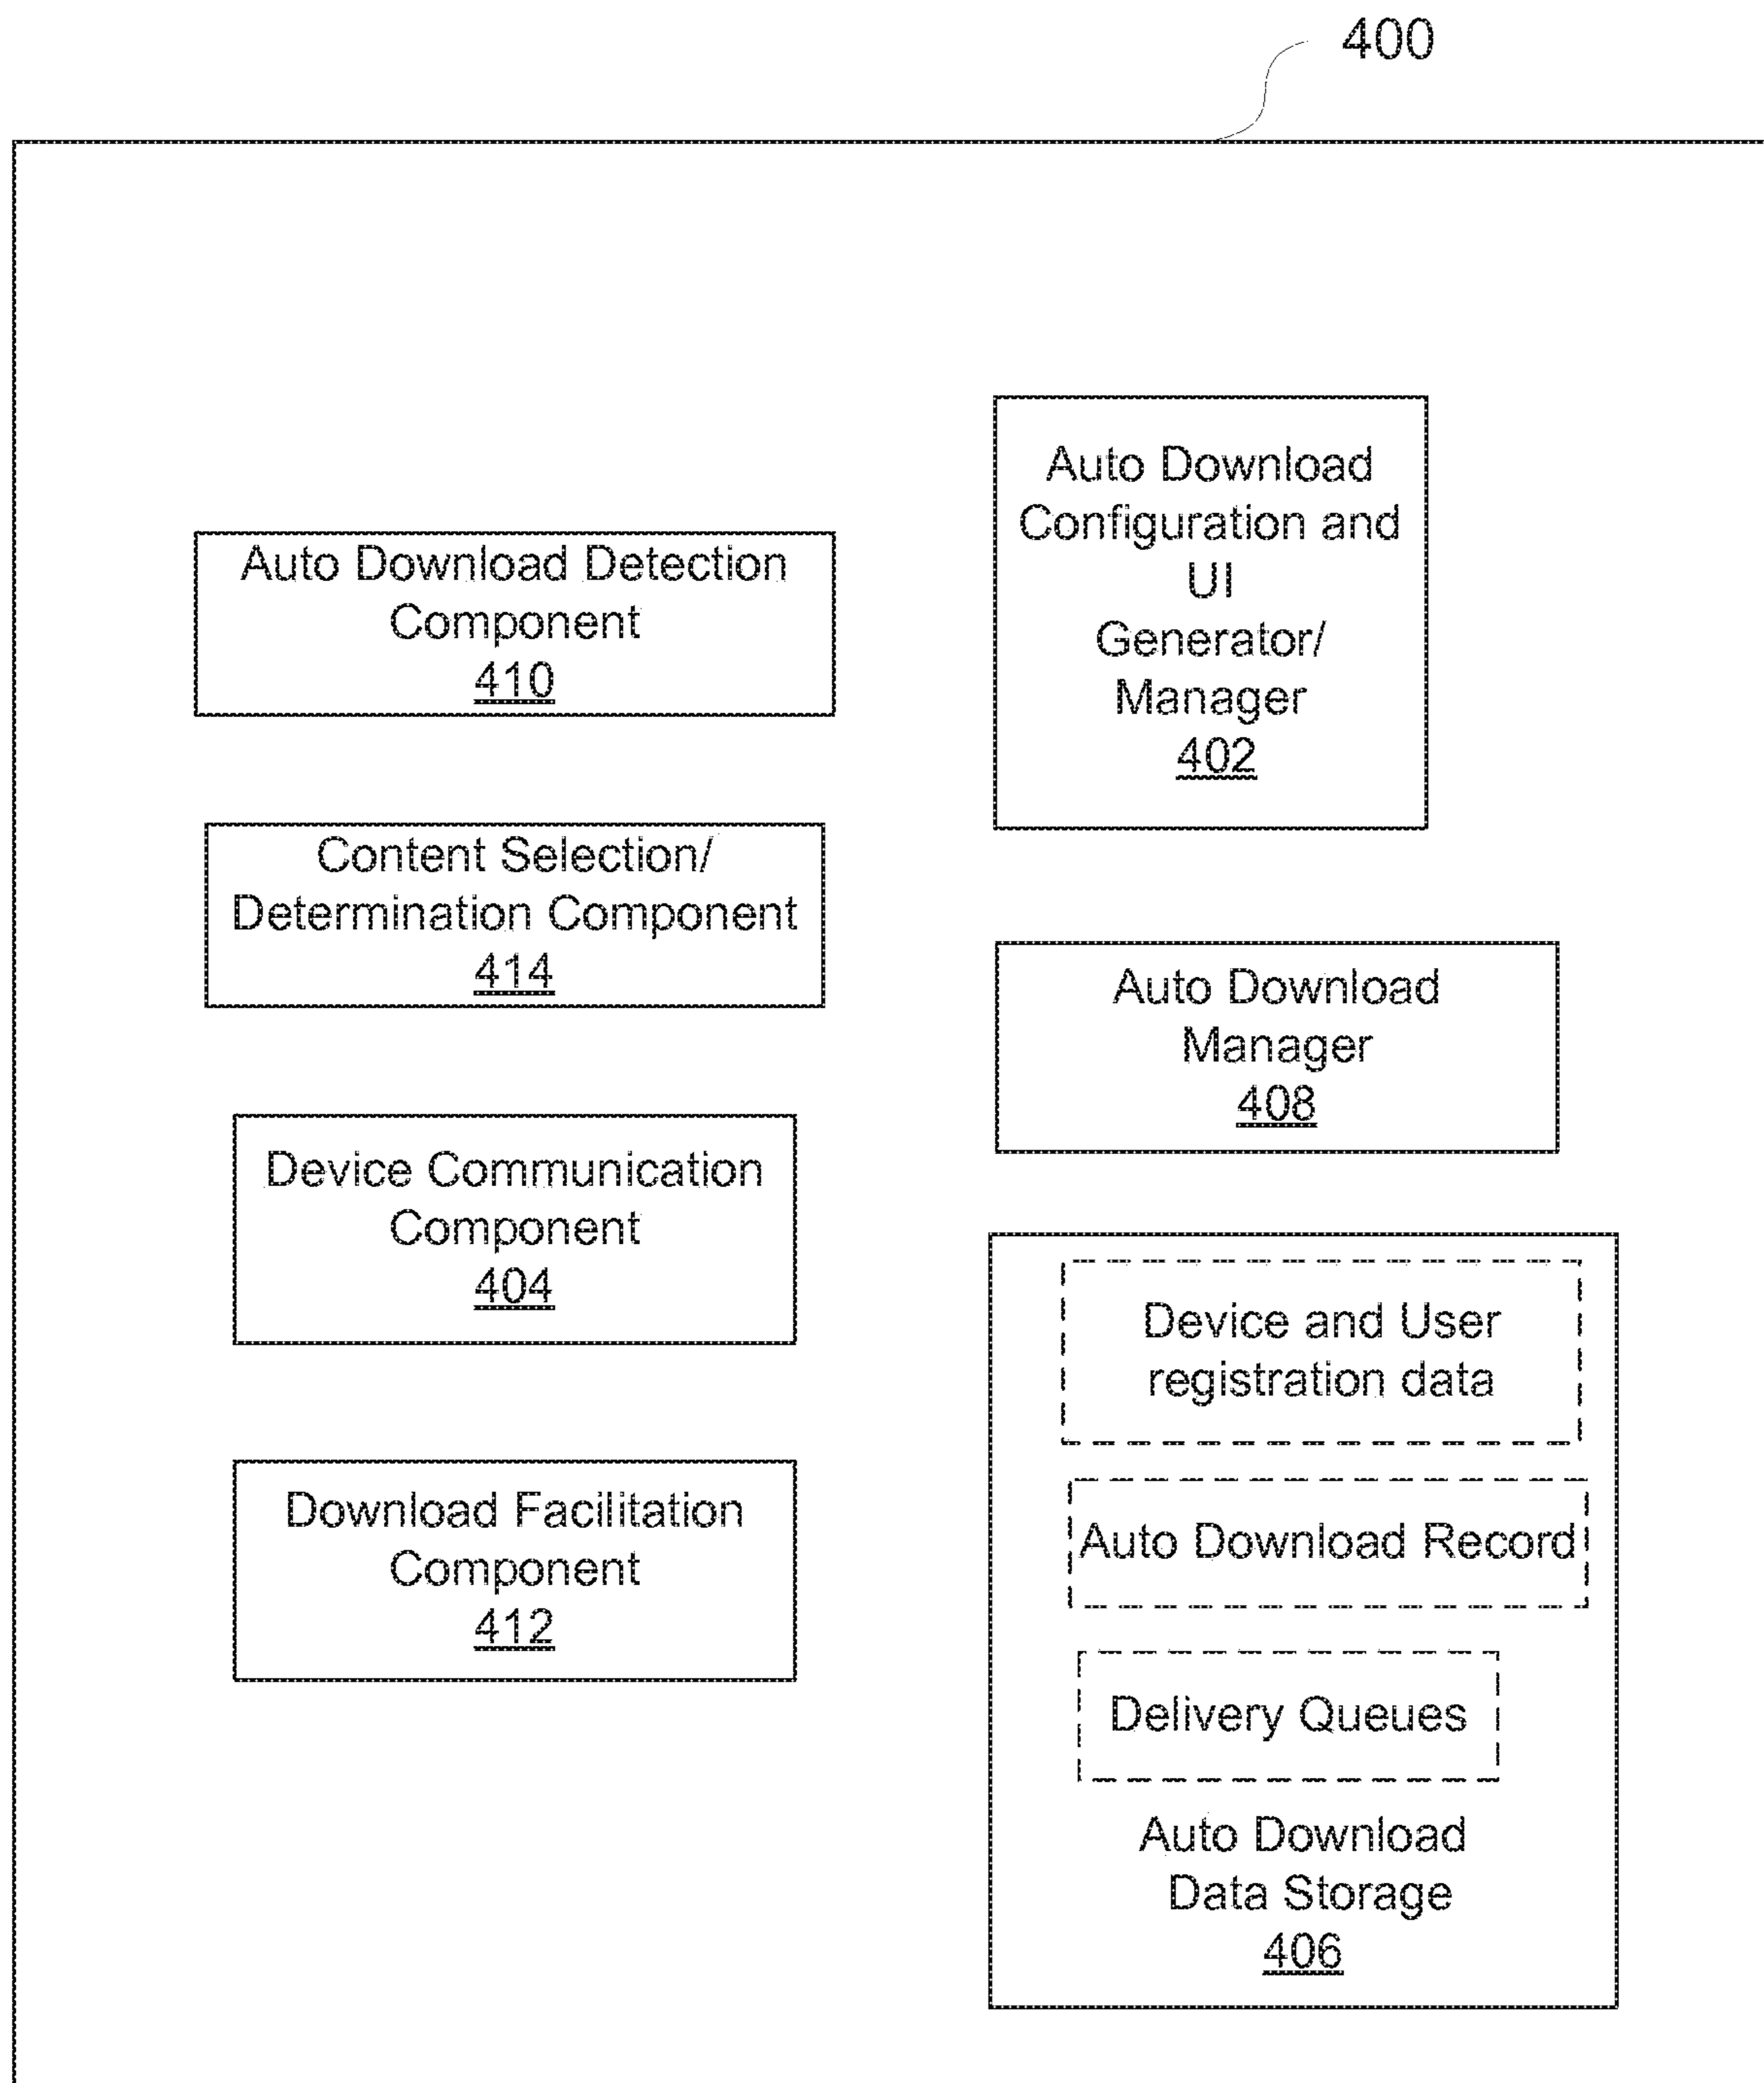 400
Auto Download Detection
Component
410
Content Selection/
Determination Component
414
Device Communication
Component
404
Download Facilitation
Component
412
Auto Download
Configuration and
UI
Generator/
Manager
402
Auto Download
Manager
408
Device and User
registration data
Auto Download Record
Delivery Queues
Auto Download
Data Storage
406